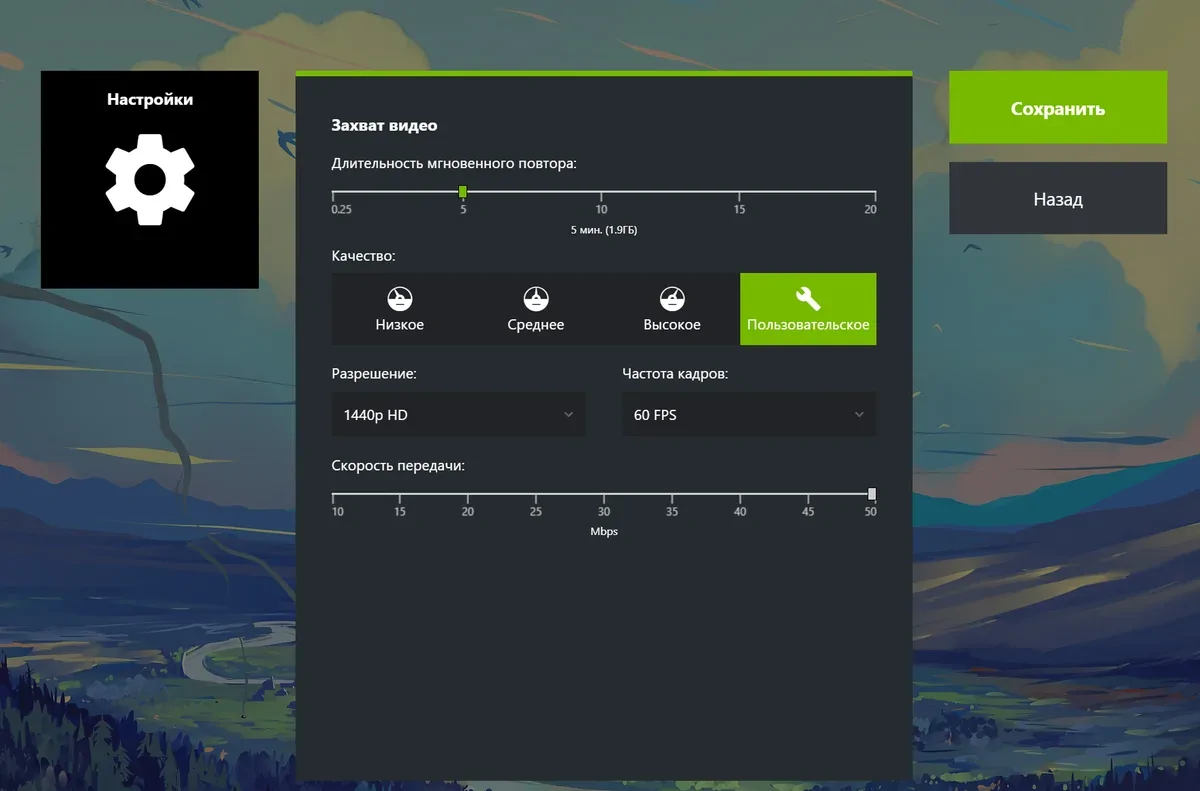 Настройки
Захват видео
Длительность мгновенного повтора:
0.25 5 10 15 20
5 мин. (1.9ГБ)
Качество:
Низкое Среднее Высокое Пользовательское
Разрешение: Частота кадров:
1440p HD 60 FPS
Скорость передачи:
10 15 20 25 30 35 40 45 50
Mbps
Сохранить
Назад